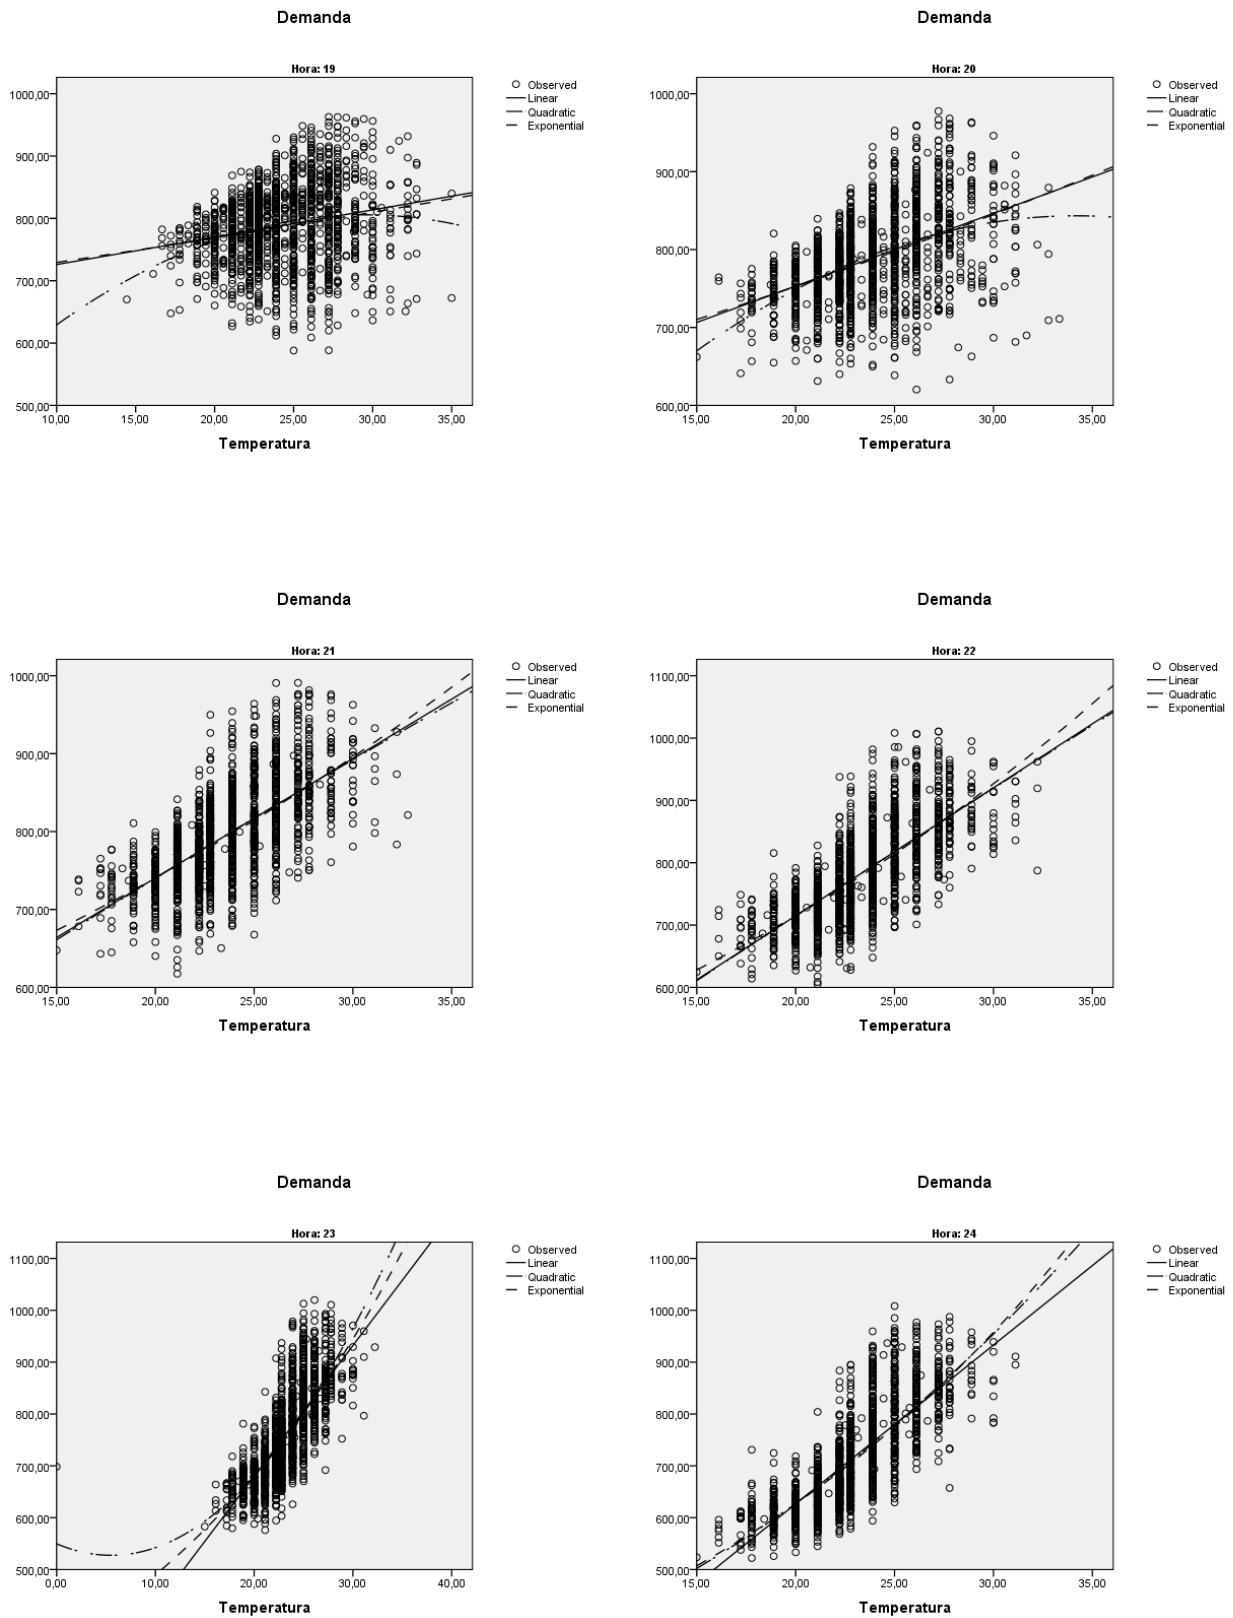 Demanda
Hora: 19
1000,00
900,00
800,00
700,00
600,00
500,00
10,00 15,00 20,00 25,00 30,00 35,00
Temperatura
Observed
Linear
Quadratic
Exponential
Demanda
Hora: 20
1000,00
900,00
800,00
700,00
600,00
15,00 20,00 25,00 30,00 35,00
Temperatura
Observed
Linear
Quadratic
Exponential
Demanda
Hora: 21
1000,00
900,00
800,00
700,00
600,00
15,00 20,00 25,00 30,00 35,00
Temperatura
Observed
Linear
Quadratic
Exponential
Demanda
Hora: 22
1100,00
1000,00
900,00
800,00
700,00
600,00
15,00 20,00 25,00 30,00 35,00
Temperatura
Observed
Linear
Quadratic
Exponential
Demanda
Hora: 23
1100,00
1000,00
900,00
800,00
700,00
600,00
500,00
0,00 10,00 20,00 30,00 40,00
Temperatura
Observed
Linear
Quadratic
Exponential
Demanda
Hora: 24
1100,00
1000,00
900,00
800,00
700,00
600,00
500,00
15,00 20,00 25,00 30,00 35,00
Temperatura
Observed
Linear
Quadratic
Exponential